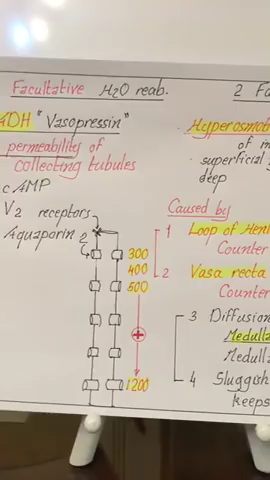 Facultative H2O reab.
ADH "Vasopressin"
permeability of
collecting tubules
cAMP
V2 receptors
Aquaporin 2
300
400
500
+
1200
2 Fa
Hyperosmo
of m
superficial
deep
Caused by
1 Loop of Hen
Counter
2 Vasa recta
Counter
3 Diffusion
Medulla
Medulla
4 Sluggish
keeps